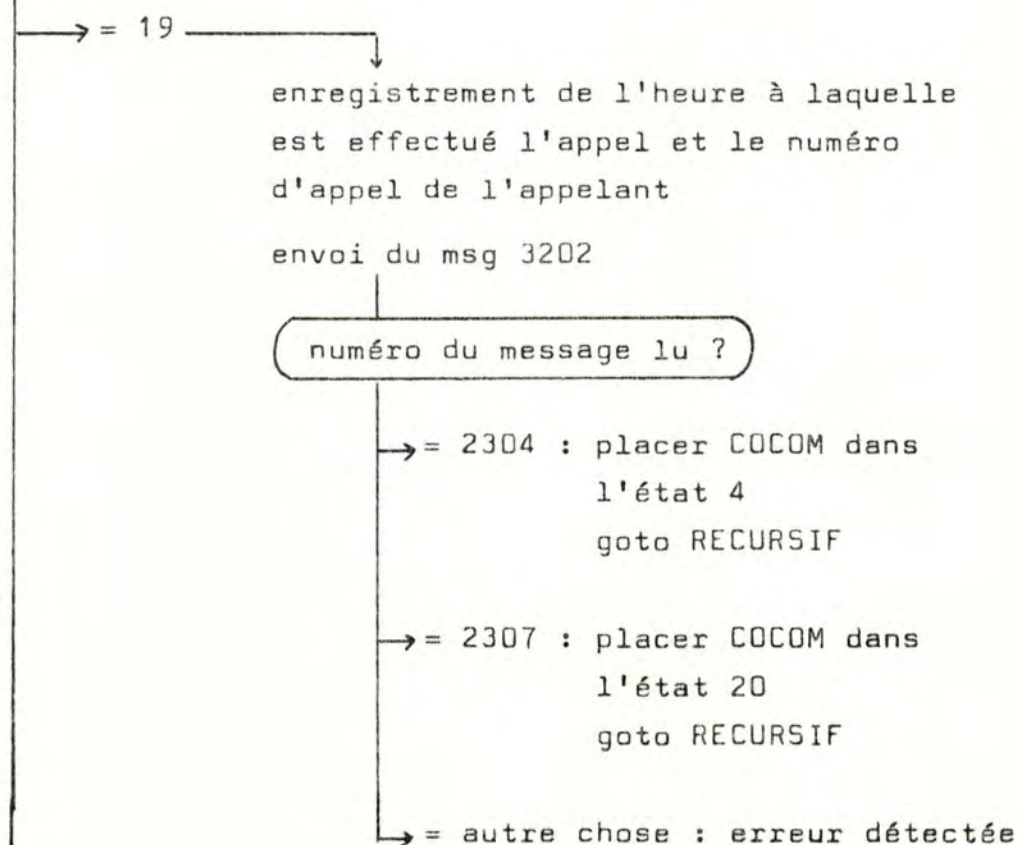 = 19
enregistrement de l'heure à laquelle
est effectué l'appel et le numéro
d'appel de l'appelant
envoi du msg 3202
numéro du message lu ?
= 2304 : placer COCOM dans
l'état 4
goto RECURSIF
= 2307 : placer COCOM dans
l'état 20
goto RECURSIF
= autre chose : erreur détectée